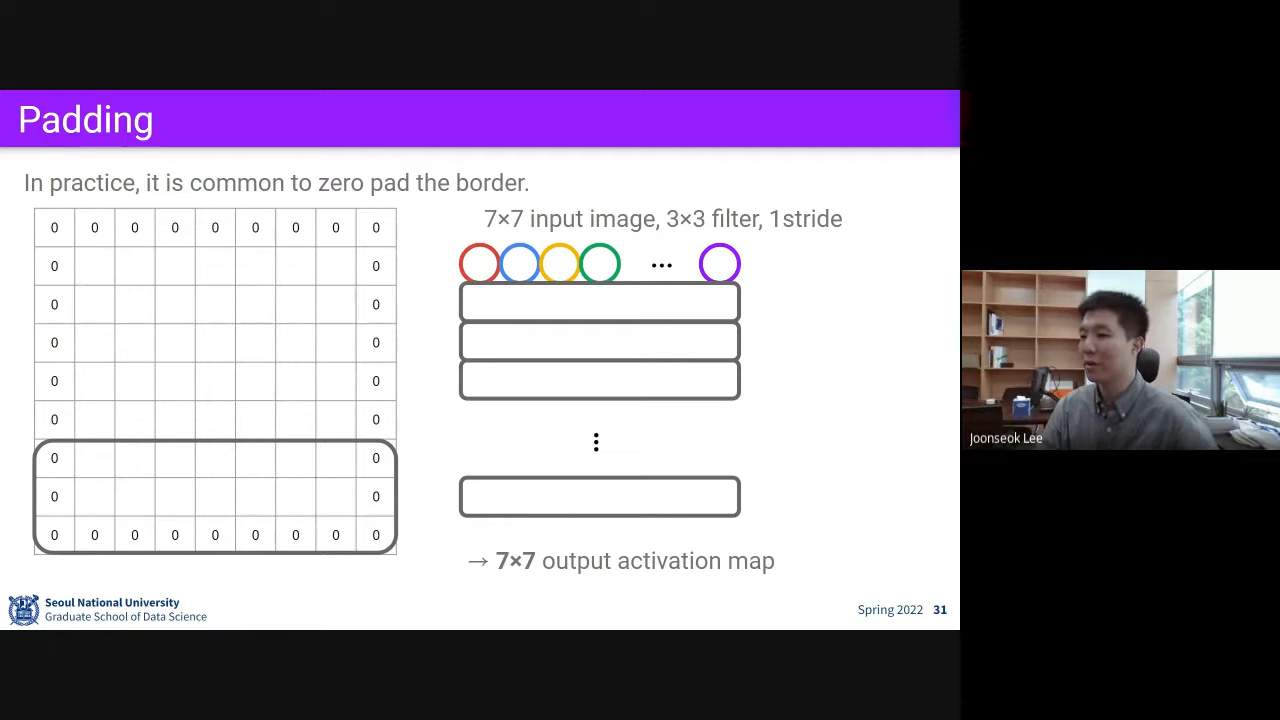 Padding
In practice, it is common to zero pad the border.
7×7 input image, 3×3 filter, 1stride
0 0 0 0 0 0 0 0 0
0 0
0 0
0 0
0 0
0 0
0 0
0 0
0 0 0 0 0 0 0 0 0
...
⋮
→ 7×7 output activation map
Seoul National University
Graduate School of Data Science
Spring 2022 31
Joonseok Lee